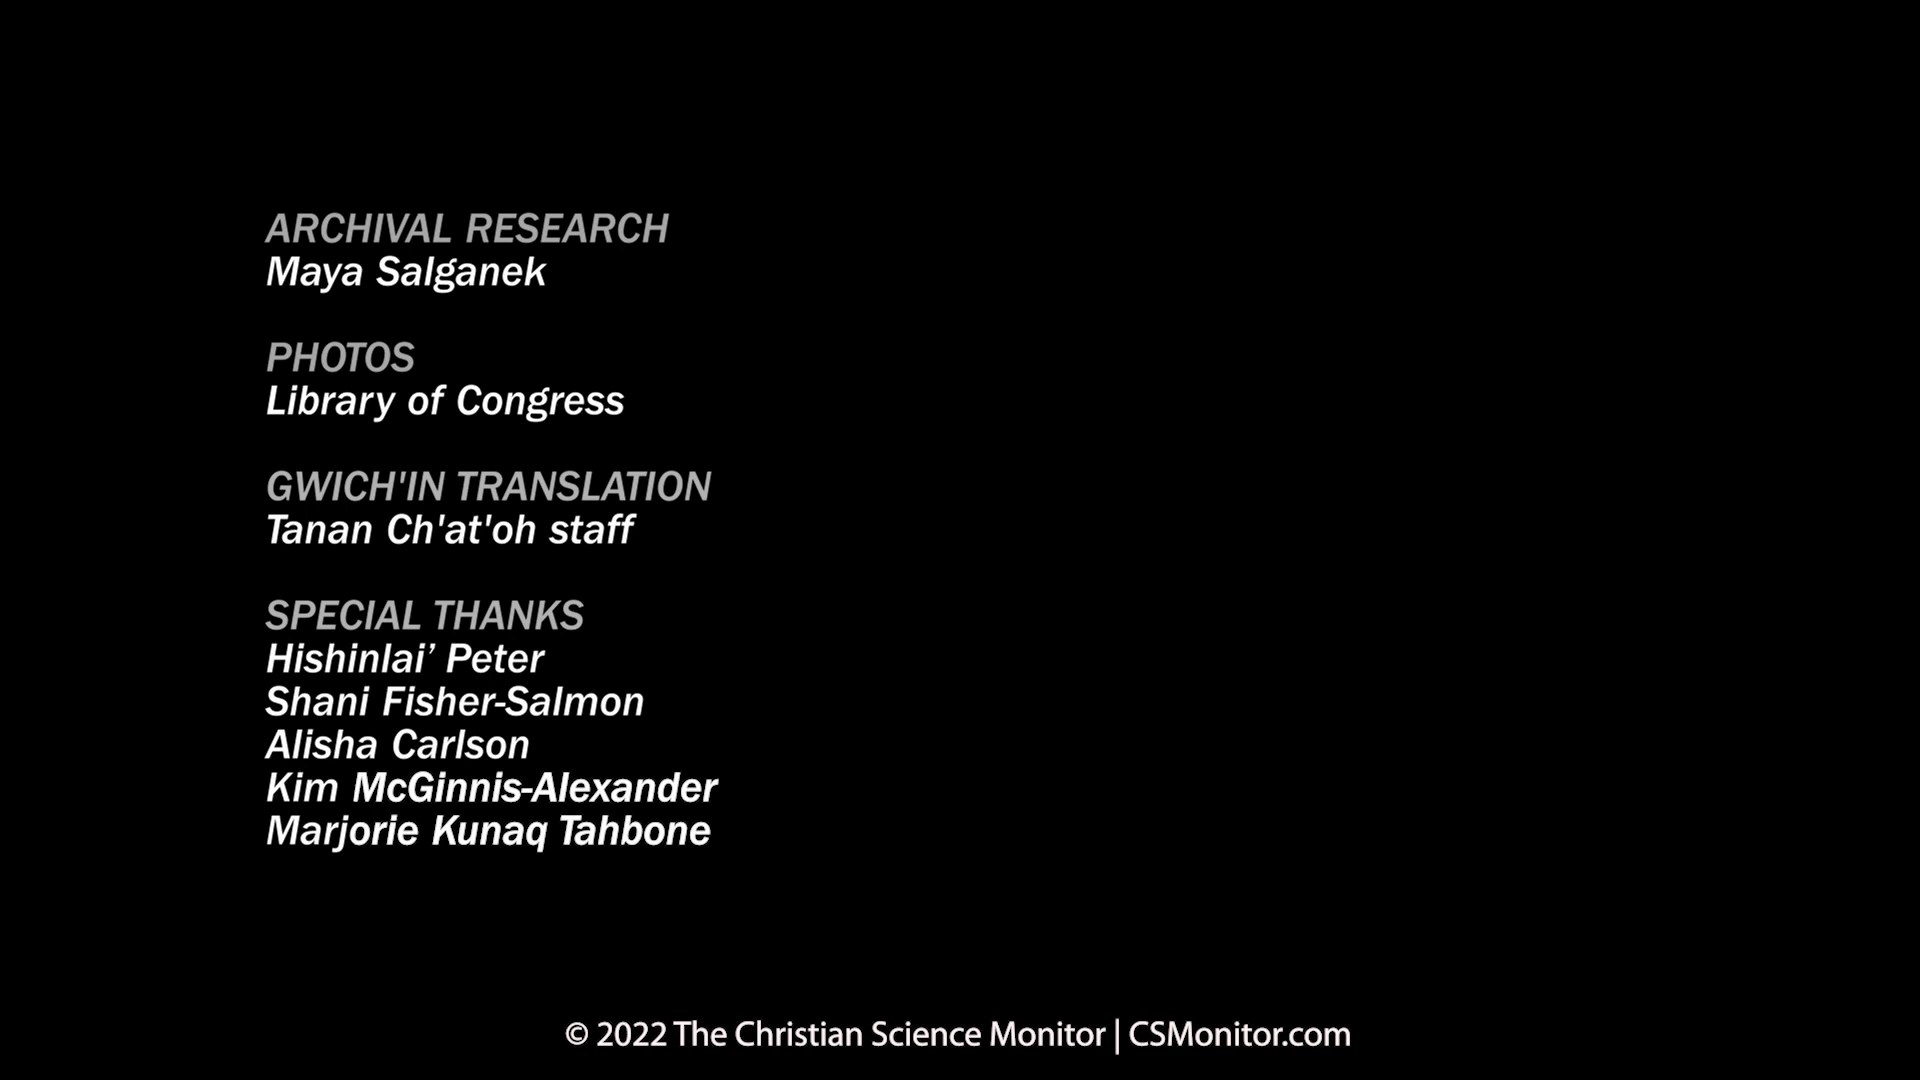 ARCHIVAL RESEARCH
Maya Salganek
PHOTOS
Library of Congress
GWICH'IN TRANSLATION
Tanan Ch'at'oh staff
SPECIAL THANKS
Hishinlai’ Peter
Shani Fisher-Salmon
Alisha Carlson
Kim McGinnis-Alexander
Marjorie Kunaq Tahbone
© 2022 The Christian Science Monitor | CSMonitor.com